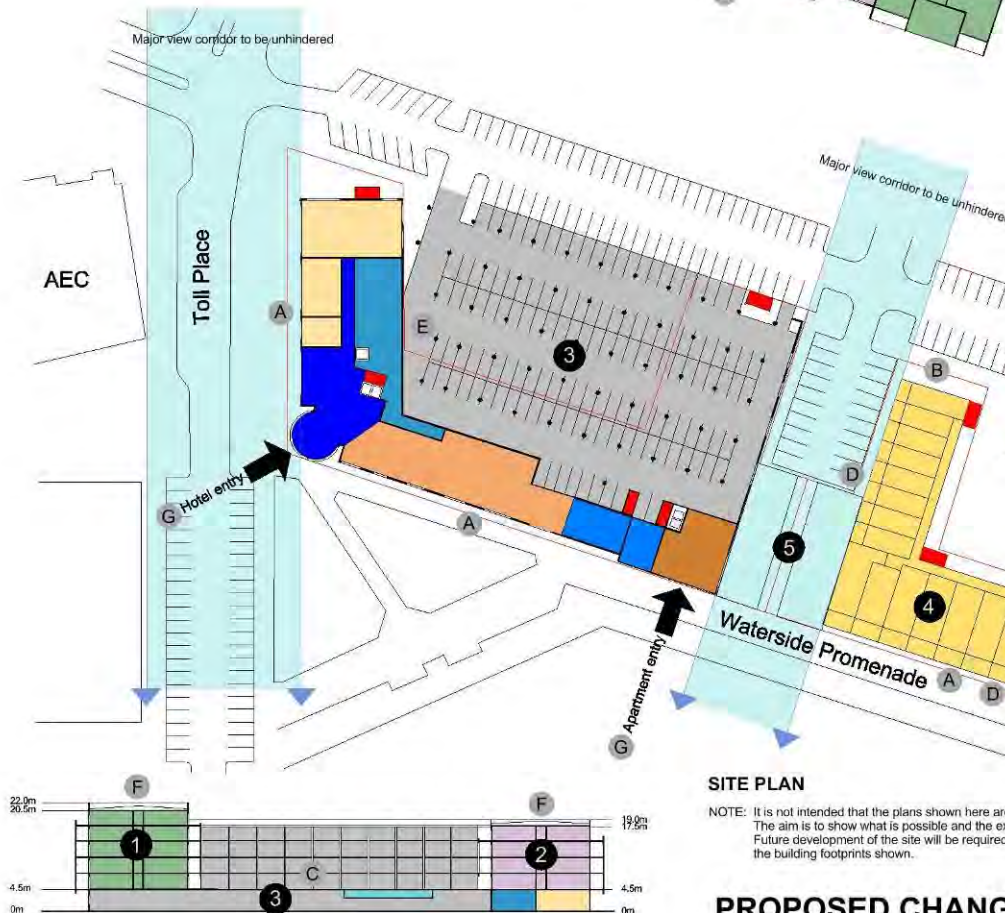 Major view corridor to be unhindered
Major view corridor to be unhindered
AEC
Toll Place
A
E
3
B
D
G
Hotel entry
A
5
4
Waterside Promenade
A
D
Apartment entry
G
SITE PLAN
NOTE: It is not intended that the plans shown here are
The aim is to show what is possible and the
Future development of the site will be required
the building footprints shown.
F
F
22.0m
20.5m
19.0m
17.5m
1
2
C
3
4.5m
4.5m
0m
0m
PROPOSED